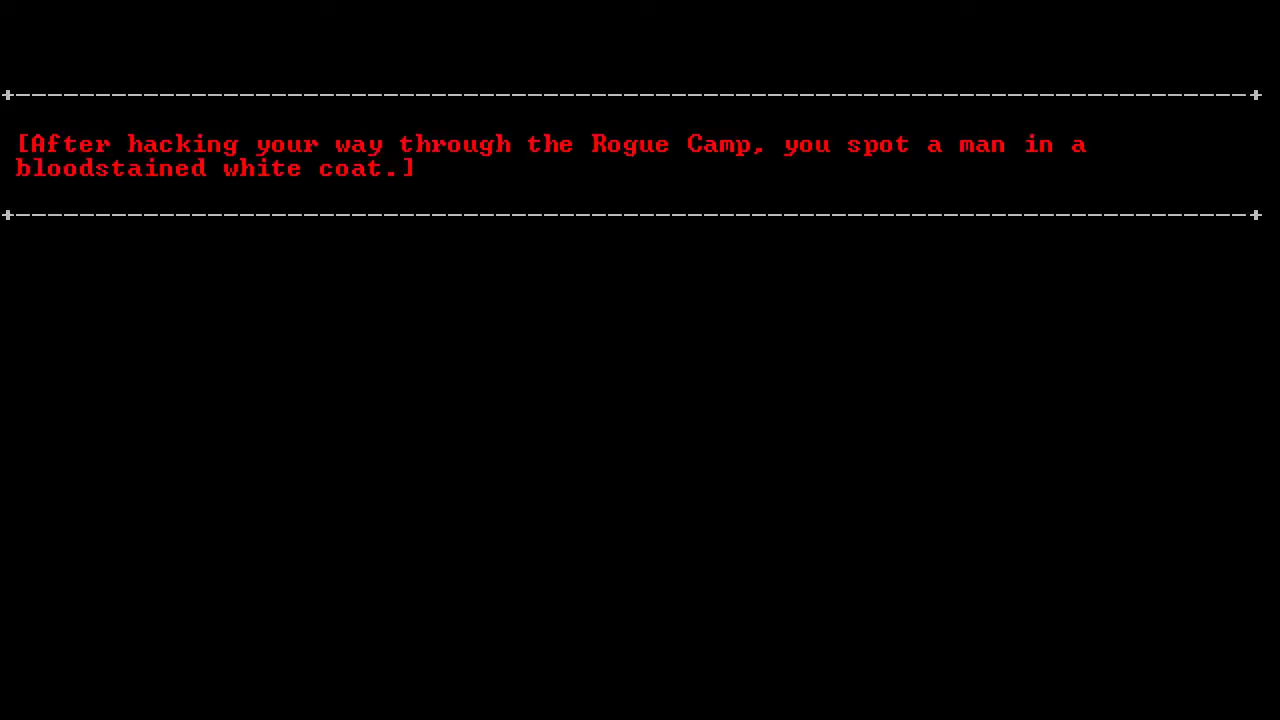 [After hacking your way through the Rogue Camp, you spot a man in a
bloodstained white coat.]